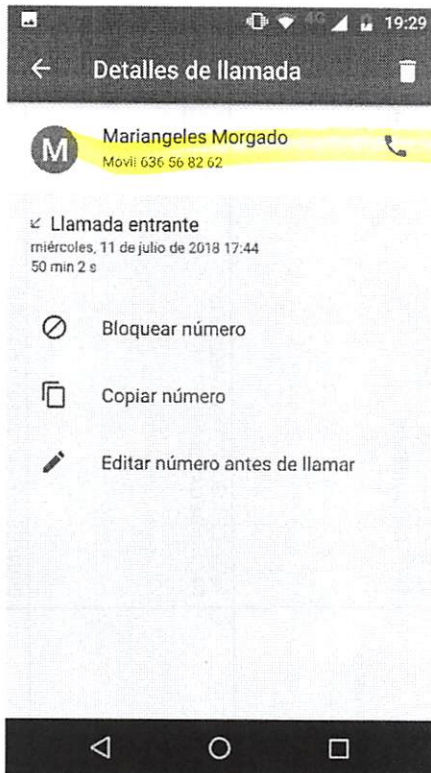 4G 19:29
Detalles de llamada
M
Mariangeles Morgado
Movil 636 56 82 62
Llamada entrante
miércoles, 11 de julio de 2018 17:44
50 min 2 s
Bloquear número
Copiar número
Editar número antes de llamar